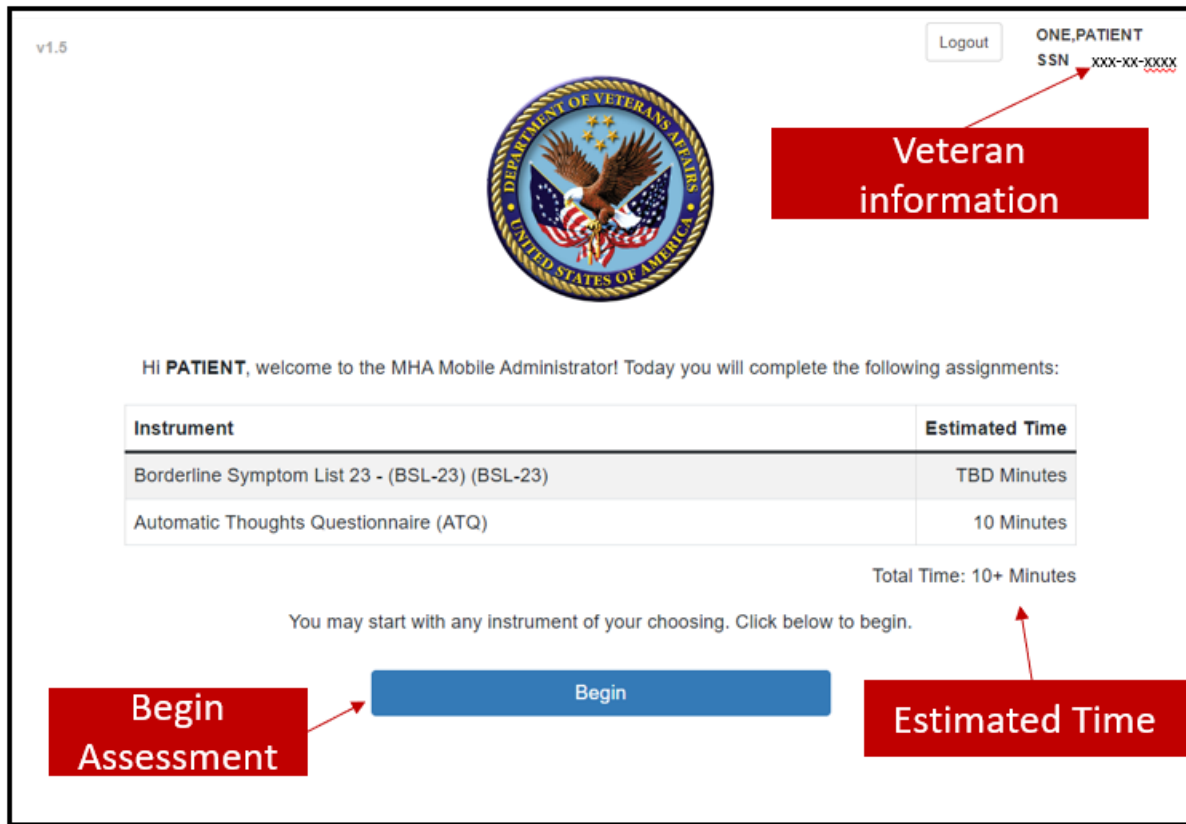 v1.5
Logout
ONE,PATIENT
SSN xxx-xx-xxxx
Veteran
information
DEPARTMENT OF VETERANS AFFAIRS
UNITED STATES OF AMERICA
Hi PATIENT, welcome to the MHA Mobile Administrator! Today you will complete the following assignments:
Instrument Estimated Time
Borderline Symptom List 23 - (BSL-23) (BSL-23) TBD Minutes
Automatic Thoughts Questionnaire (ATQ) 10 Minutes
Total Time: 10+ Minutes
You may start with any instrument of your choosing. Click below to begin.
Begin
Begin
Assessment
Estimated Time